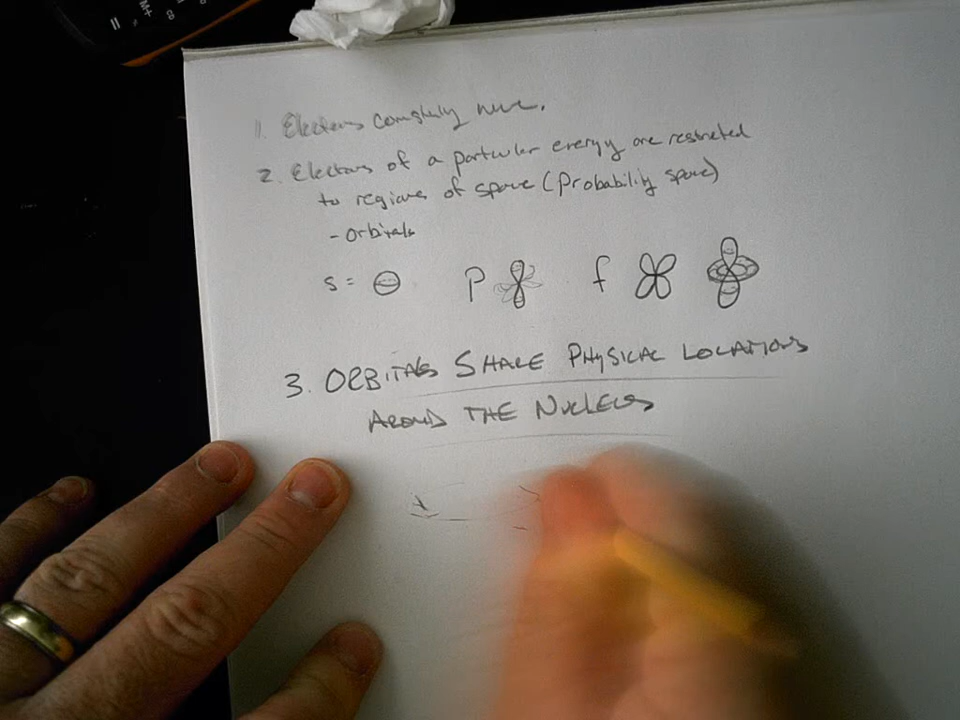 M+
1. Electrons constantly move.
2. Electrons of a particular energy are restricted
to regions of space (Probability space)
- orbitals
s = P f
3. ORBITALS SHARE PHYSICAL LOCATIONS
AROUND THE NUCLEUS